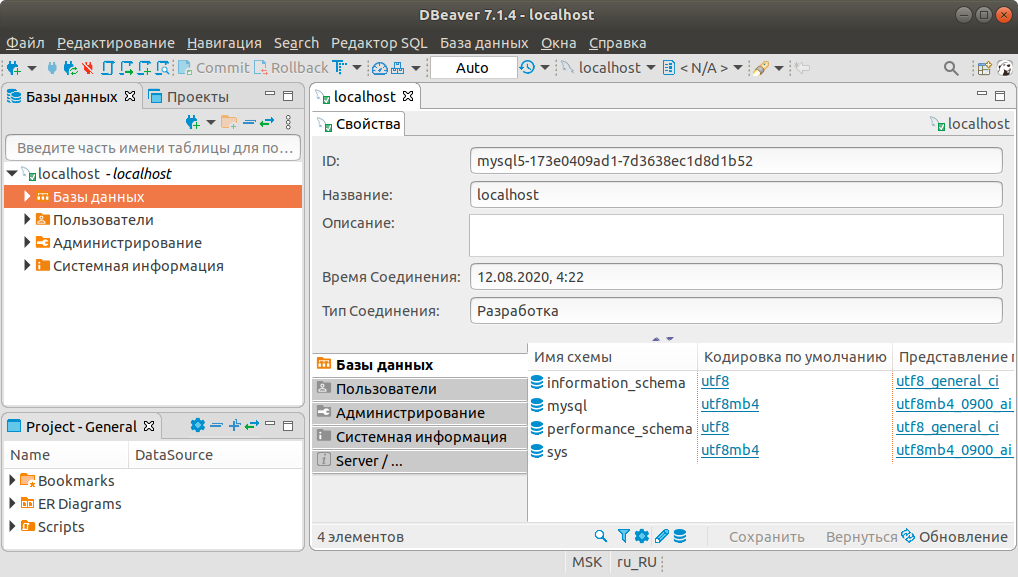 DBeaver 7.1.4 - localhost
Файл Редактирование Навигация Search Редактор SQL База данных Окна Справка
Commit Rollback Auto localhost < N/A >
Базы данных Проекты
Введите часть имени таблицы для по...
localhost - localhost
Базы данных
Пользователи
Администрирование
Системная информация
Project - General
Name DataSource
Bookmarks
ER Diagrams
Scripts
localhost
Свойства localhost
ID: mysql5-173e0409ad1-7d3638ec1d8d1b52
Название: localhost
Описание:
Время Соединения: 12.08.2020, 4:22
Тип Соединения: Разработка
Базы данных
Пользователи
Администрирование
Системная информация
Server / ...
Имя схемы Кодировка по умолчанию Представление
information_schema utf8 utf8_general_ci
mysql utf8mb4 utf8mb4_0900_ai
performance_schema utf8 utf8_general_ci
sys utf8mb4 utf8mb4_0900_ai
4 элементов Сохранить Вернуться Обновление
MSK ru_RU